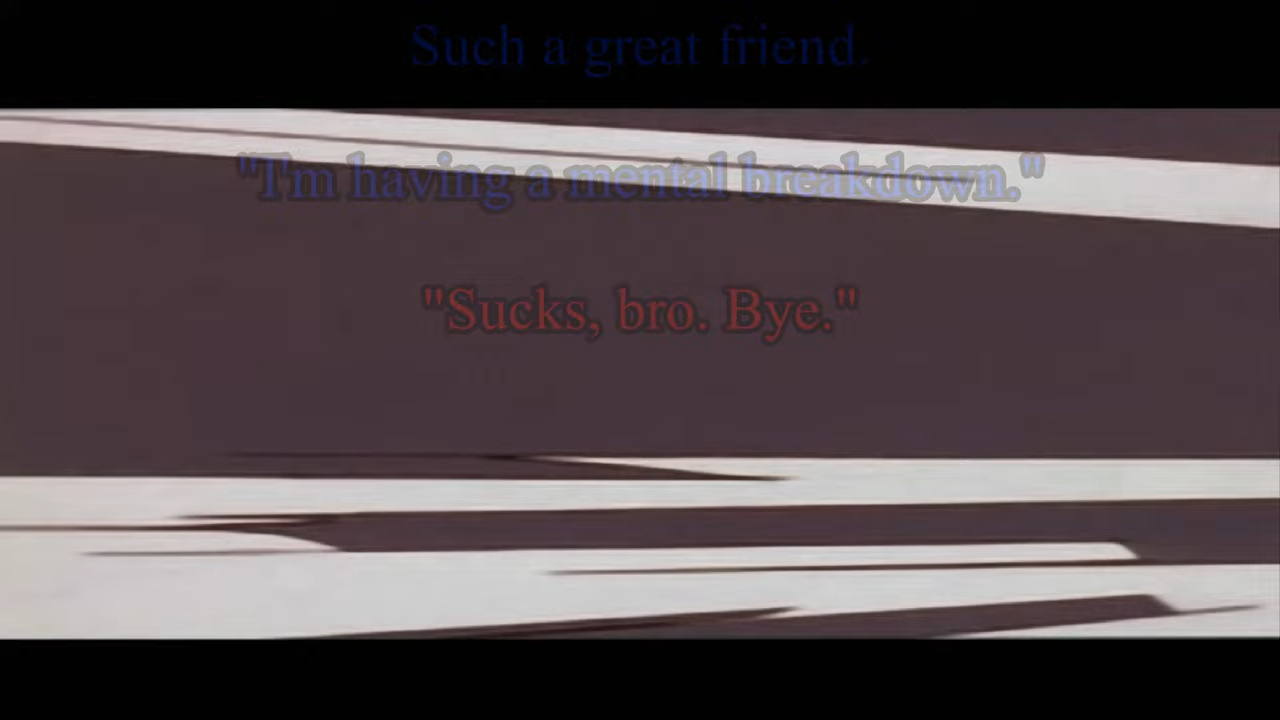 Such a great friend.
"I'm having a mental breakdown."
"Sucks, bro. Bye."